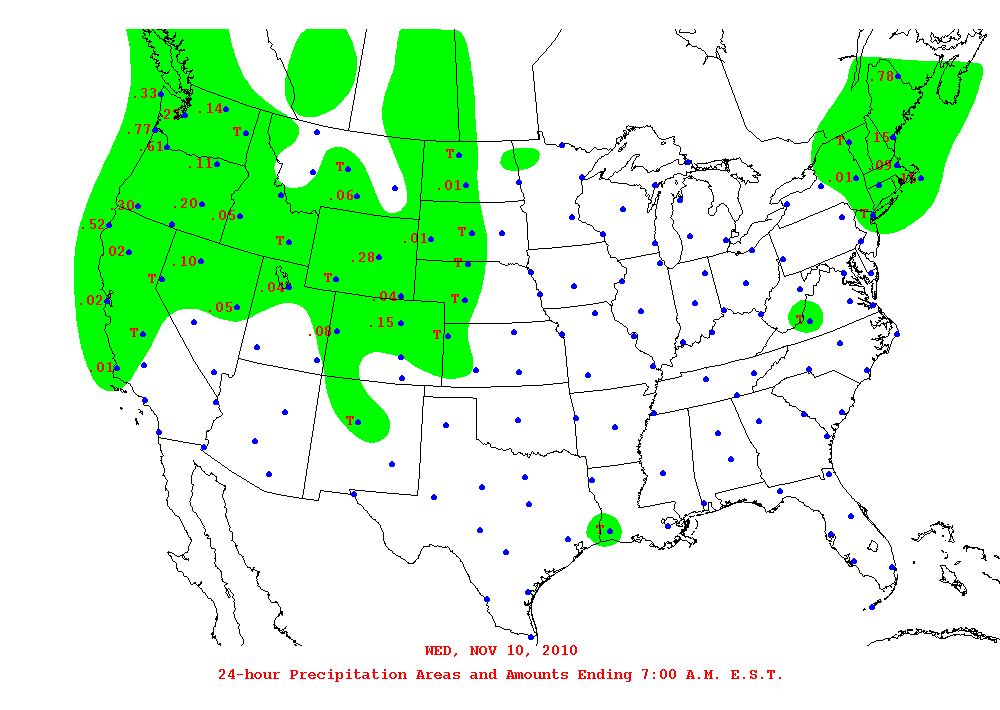 .78
.33
.14
.77
T
.15
.61
T
T
.11
T
.09
.01
.01
.06
.20
.30
.05
T
.52
T
.01
T
.02
.28
.10
T
T
T
.04
.04
.02
T
.05
.15
T
.08
T
T
.01
T
T
WED, NOV 10, 2010
24-hour Precipitation Areas and Amounts Ending 7:00 A.M. E.S.T.